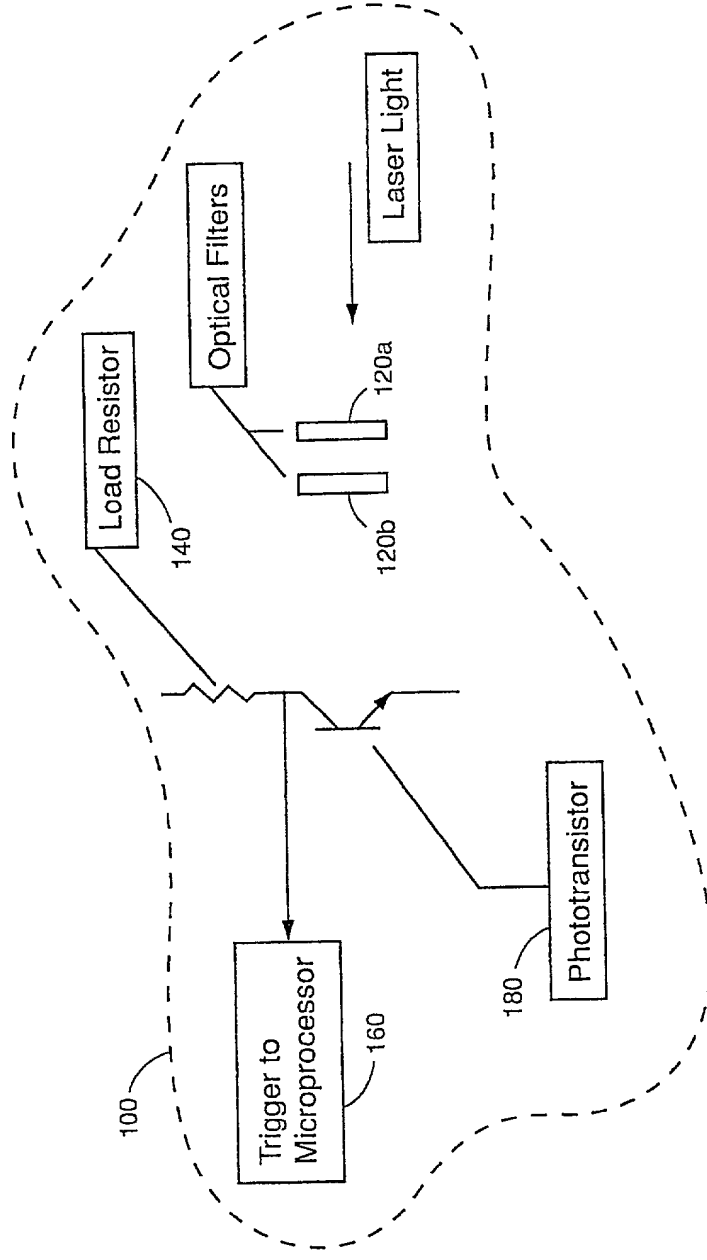 100
Trigger to
Microprocessor
160
Load Resistor
140
Optical Filters
120a
120b
Laser Light
Phototransistor
180